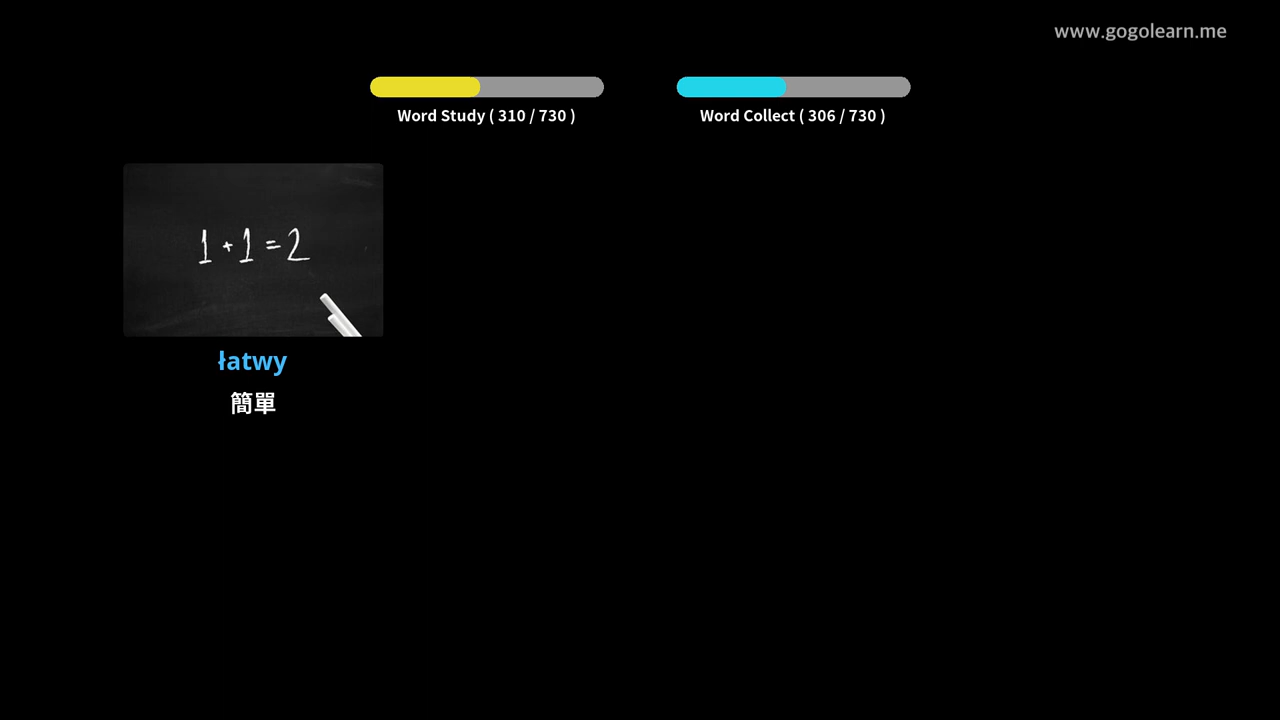 www.gogolearn.me
Word Study ( 310 / 730 )
Word Collect ( 306 / 730 )
1 + 1 = 2
łatwy
簡單